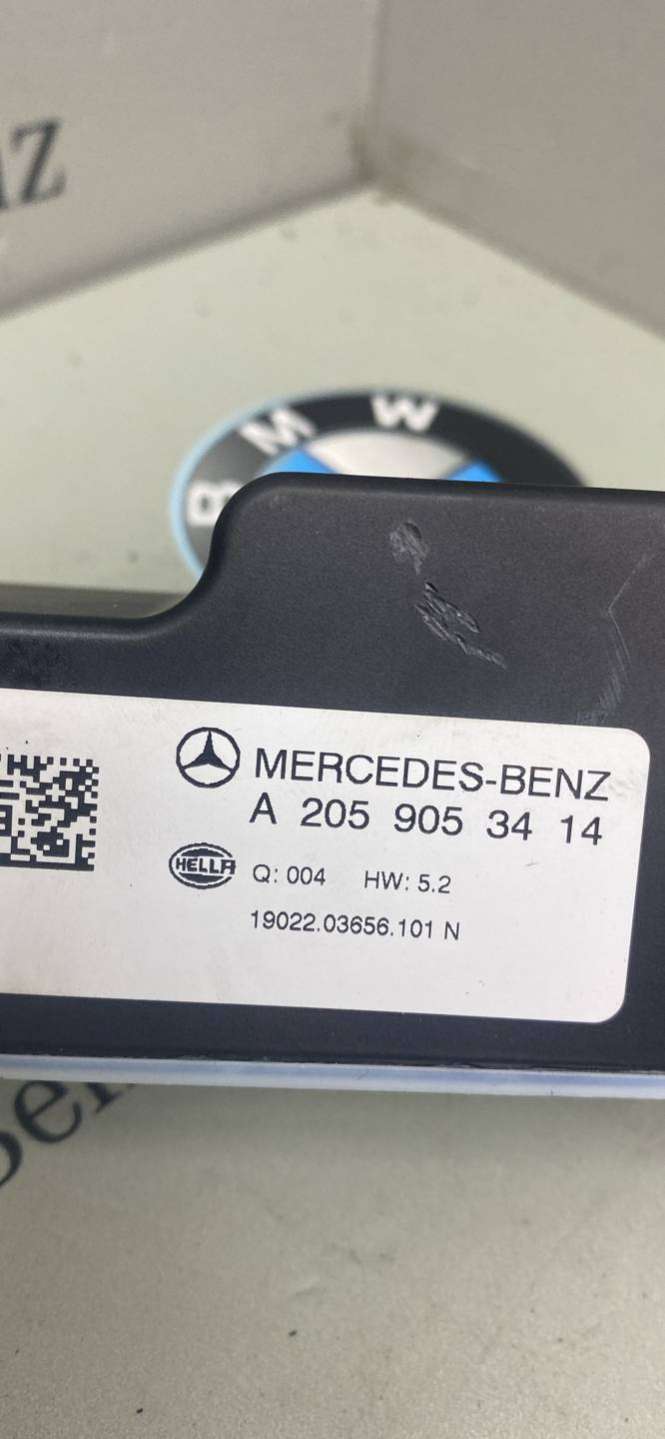 BMW
MERCEDES-BENZ
A 205 905 34 14
HELLA
Q: 004 HW: 5.2
19022.03656.101 N